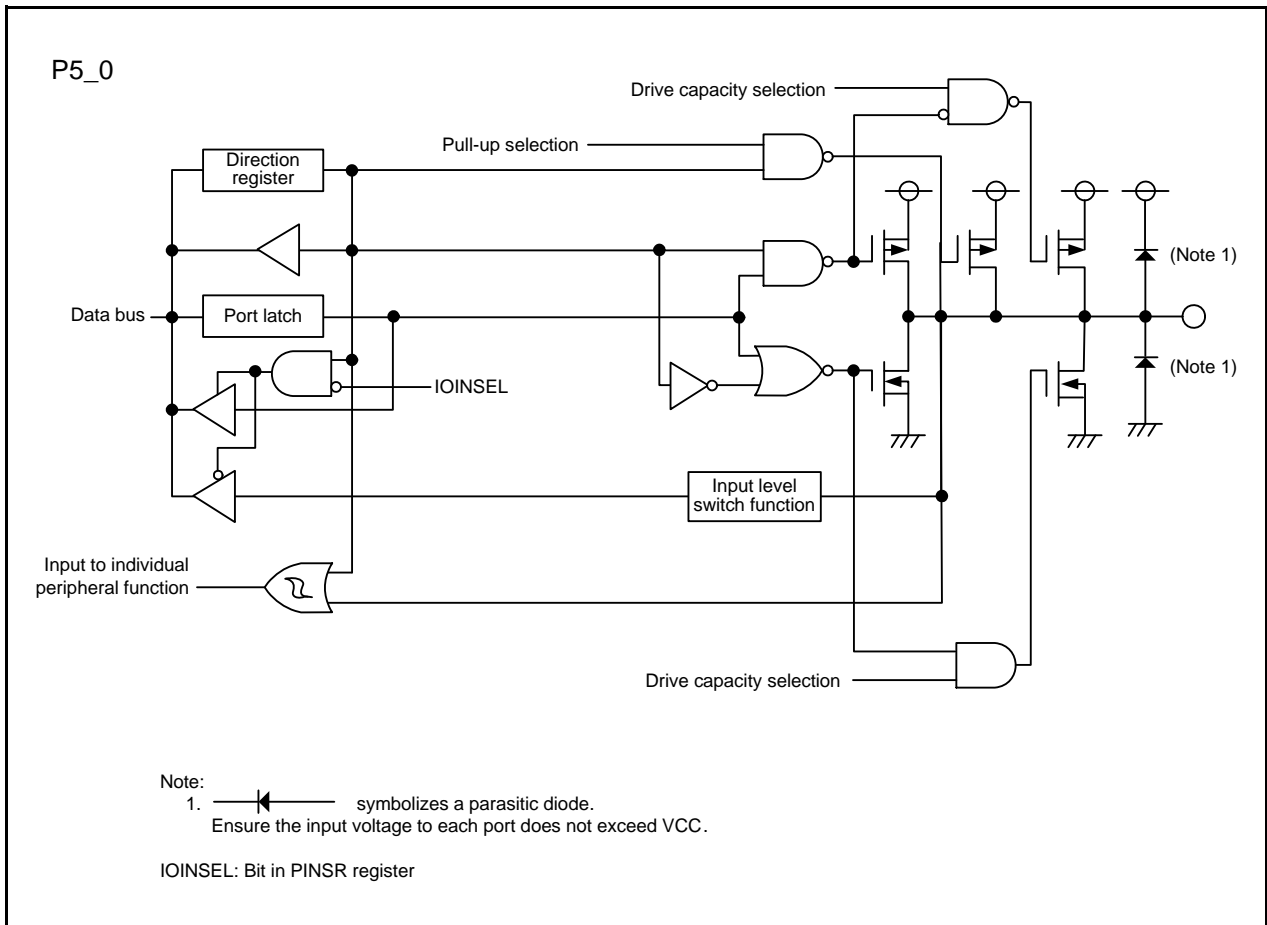 P5_0
Drive capacity selection
Pull-up selection
Direction
register
(Note 1)
Data bus
Port latch
IOINSEL
(Note 1)
Input level
switch function
Input to individual
peripheral function
Drive capacity selection
Note:
1. symbolizes a parasitic diode.
Ensure the input voltage to each port does not exceed VCC.
IOINSEL: Bit in PINSR register